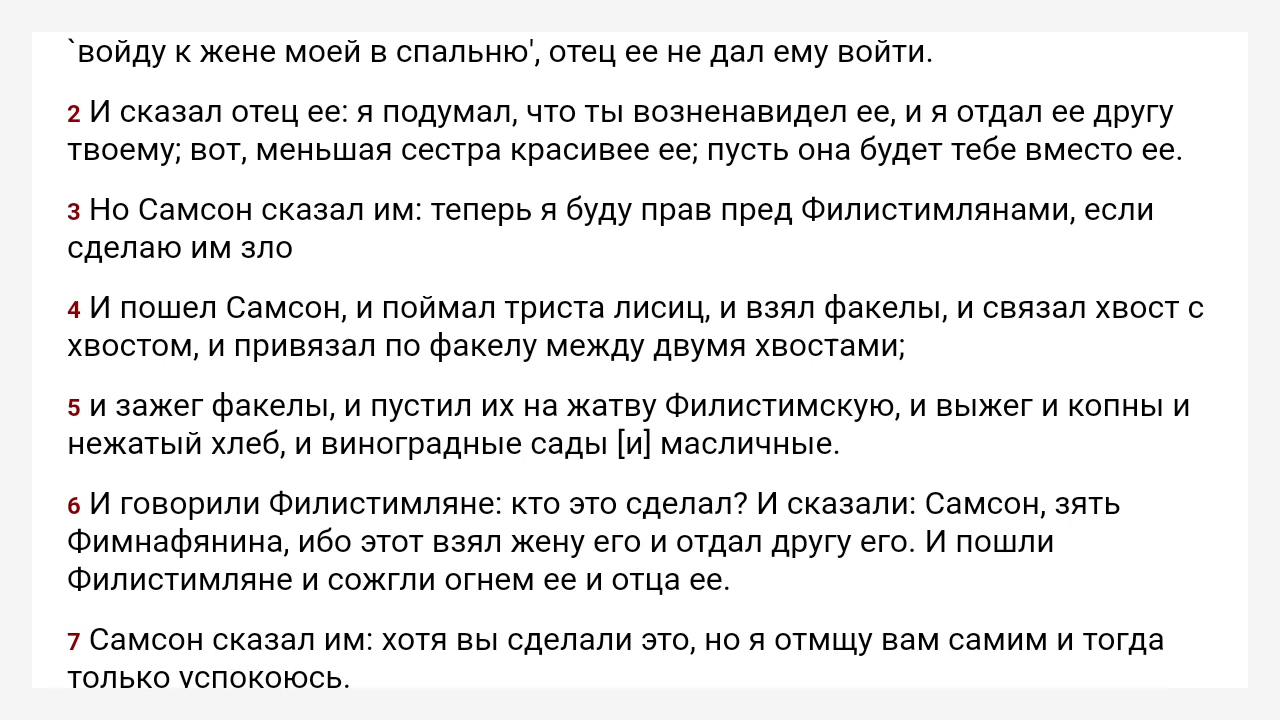 `войду к жене моей в спальню', отец ее не дал ему войти.
2 И сказал отец ее: я подумал, что ты возненавидел ее, и я отдал ее другу
твоему; вот, меньшая сестра красивее ее; пусть она будет тебе вместо ее.
3 Но Самсон сказал им: теперь я буду прав пред Филистимлянами, если
сделаю им зло
4 И пошел Самсон, и поймал триста лисиц, и взял факелы, и связал хвост с
хвостом, и привязал по факелу между двумя хвостами;
5 и зажег факелы, и пустил их на жатву Филистимскую, и выжег и копны и
нежатый хлеб, и виноградные сады [и] масличные.
6 И говорили Филистимляне: кто это сделал? И сказали: Самсон, зять
Фимнафянина, ибо этот взял жену его и отдал другу его. И пошли
Филистимляне и сожгли огнем ее и отца ее.
7 Самсон сказал им: хотя вы сделали это, но я отмщу вам самим и тогда
только успокоюсь.